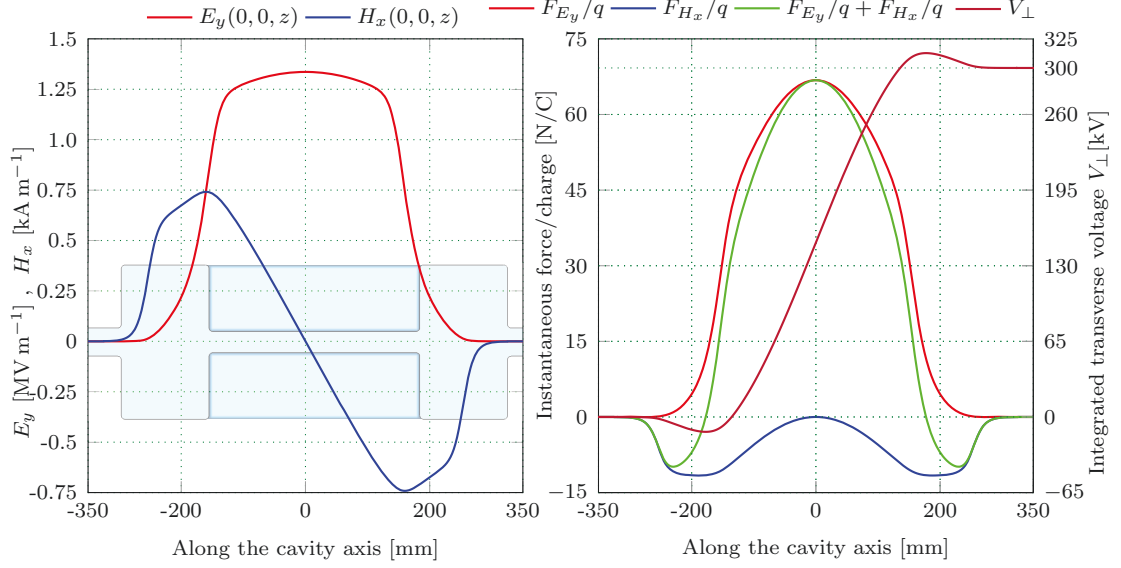 E_y(0, 0, z) H_x(0, 0, z)
1.5
1.25
1.0
0.75
0.5
0.25
0
-0.25
-0.5
-0.75
-350 -200 0 200 350
E_y [MV m⁻¹] , H_x [kA m⁻¹]
Along the cavity axis [mm]
F_{E_y}/q F_{H_x}/q F_{E_y}/q + F_{H_x}/q V_⊥
75
60
45
30
15
0
−15
Instantaneous force/charge [N/C]
325
300
260
195
130
65
0
−65
Integrated transverse voltage V_⊥[kV]
-350 -200 0 200 350
Along the cavity axis [mm]